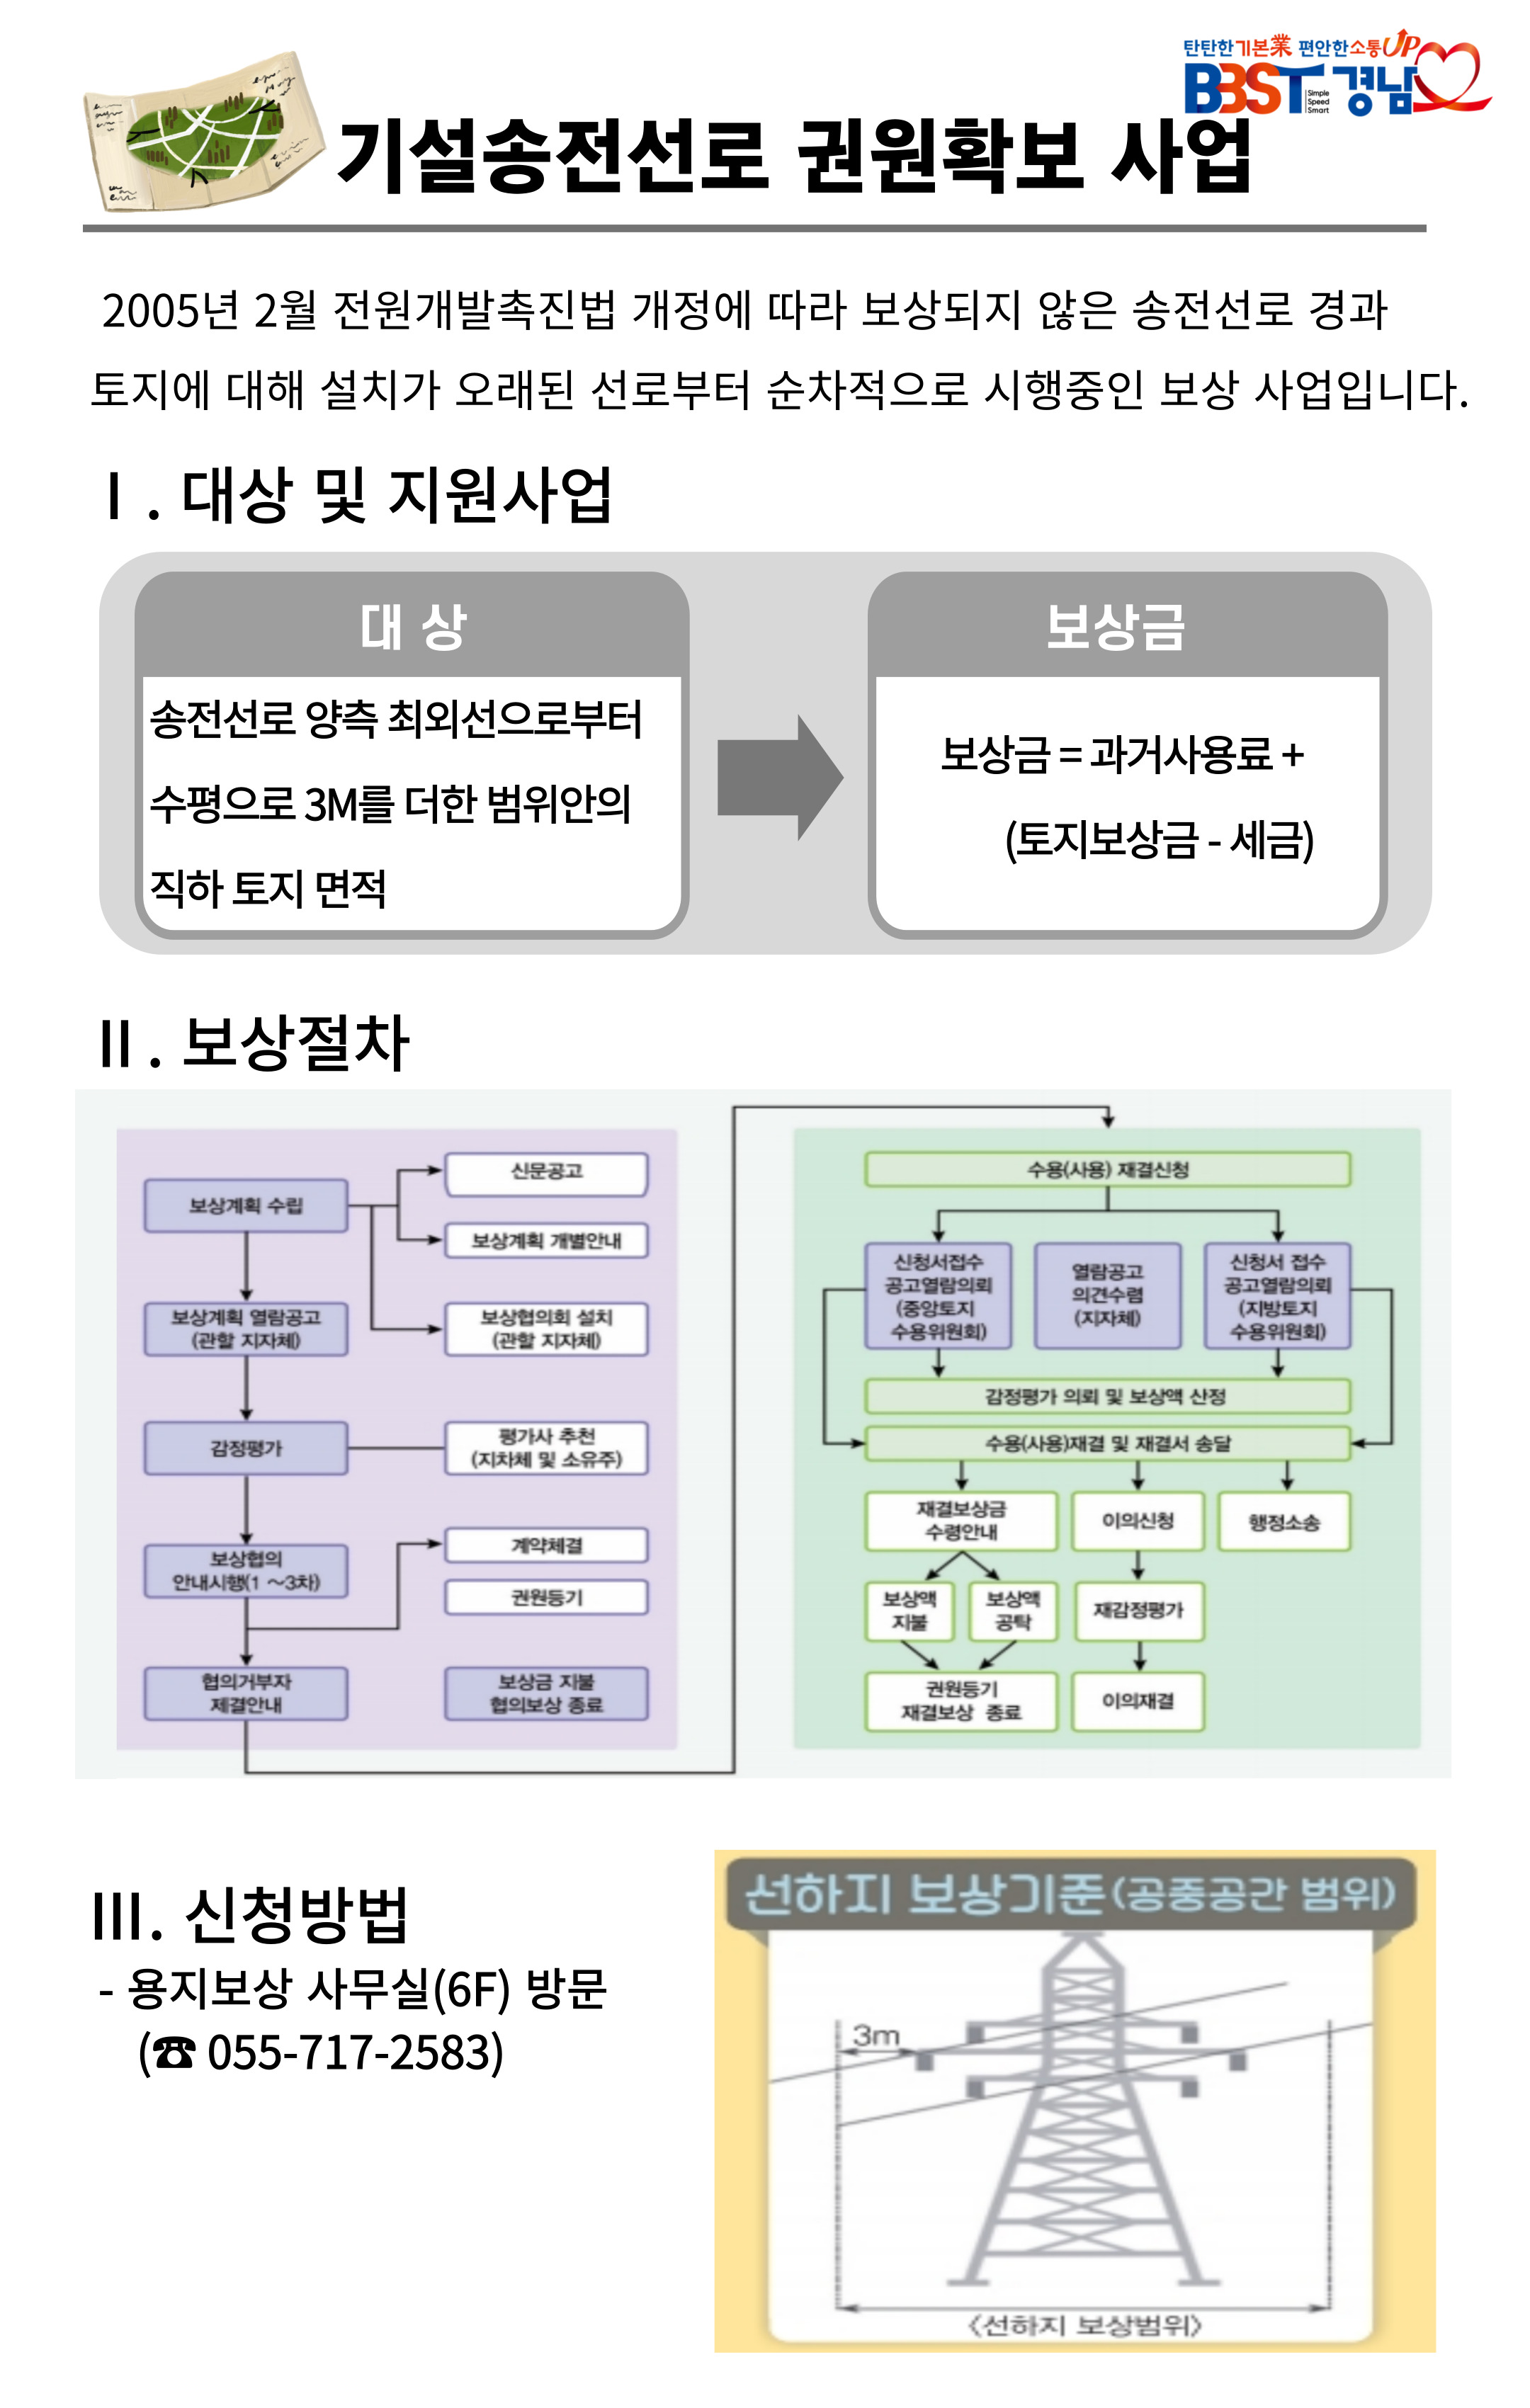 탄탄한기본業 편안한소통UP
BBST 경남
Simple
Speed
Smart
기설송전선로 권원확보 사업
2005년 2월 전원개발촉진법 개정에 따라 보상되지 않은 송전선로 경과
토지에 대해 설치가 오래된 선로부터 순차적으로 시행중인 보상 사업입니다.
Ⅰ. 대상 및 지원사업
대 상
송전선로 양측 최외선으로부터
수평으로 3M를 더한 범위안의
직하 토지 면적
보상금
보상금 = 과거사용료 +
(토지보상금 - 세금)
Ⅱ. 보상절차
보상계획 수립
신문공고
보상계획 개별안내
보상계획 열람공고
(관할 지자체)
보상협의회 설치
(관할 지자체)
감정평가
평가사 추천
(지차체 및 소유주)
보상협의
안내시행(1 ~3차)
계약체결
권원등기
협의거부자
제결안내
보상금 지불
협의보상 종료
수용(사용) 재결신청
신청서접수
공고열람의뢰
(중앙토지
수용위원회)
열람공고
의견수렴
(지자체)
신청서 접수
공고열람의뢰
(지방토지
수용위원회)
감정평가 의뢰 및 보상액 산정
수용(사용)재결 및 재결서 송달
재결보상금
수령안내
이의신청
행정소송
보상액
지불
보상액
공탁
재감정평가
권원등기
재결보상 종료
이의재결
Ⅲ. 신청방법
- 용지보상 사무실(6F) 방문
(☎ 055-717-2583)
선하지 보상기준(공중공간 범위)
3m
<선하지 보상범위>